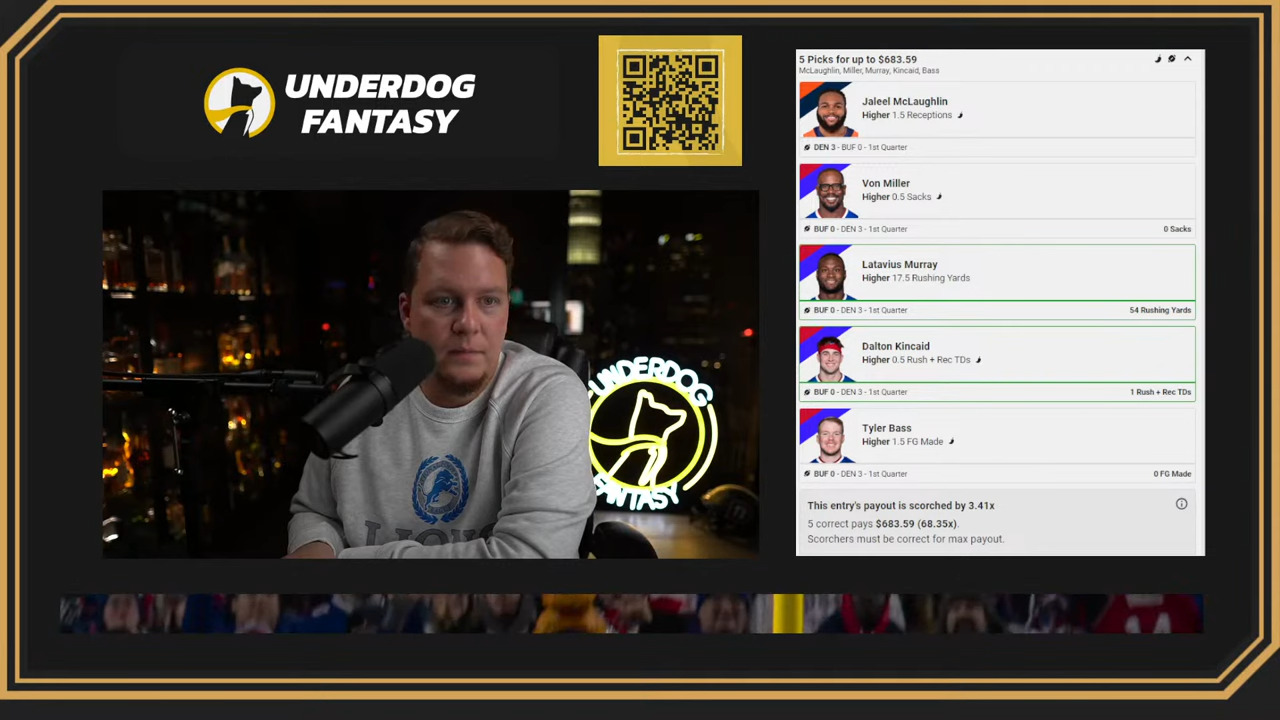 UNDERDOG
FANTASY
5 Picks for up to $683.59
McLaughlin, Miller, Murray, Kincaid, Bass
Jaleel McLaughlin
Higher 1.5 Receptions
DEN 3 - BUF 0 - 1st Quarter
Von Miller
Higher 0.5 Sacks
BUF 0 - DEN 3 - 1st Quarter
0 Sacks
Latavius Murray
Higher 17.5 Rushing Yards
BUF 0 - DEN 3 - 1st Quarter
54 Rushing Yards
Dalton Kincaid
Higher 0.5 Rush + Rec TDs
BUF 0 - DEN 3 - 1st Quarter
1 Rush + Rec TDs
Tyler Bass
Higher 1.5 FG Made
BUF 0 - DEN 3 - 1st Quarter
0 FG Made
This entry's payout is scorched by 3.41x
5 correct pays $683.59 (68.35x).
Scorchers must be correct for max payout.
UNDERDOG
FANTASY
LIONS